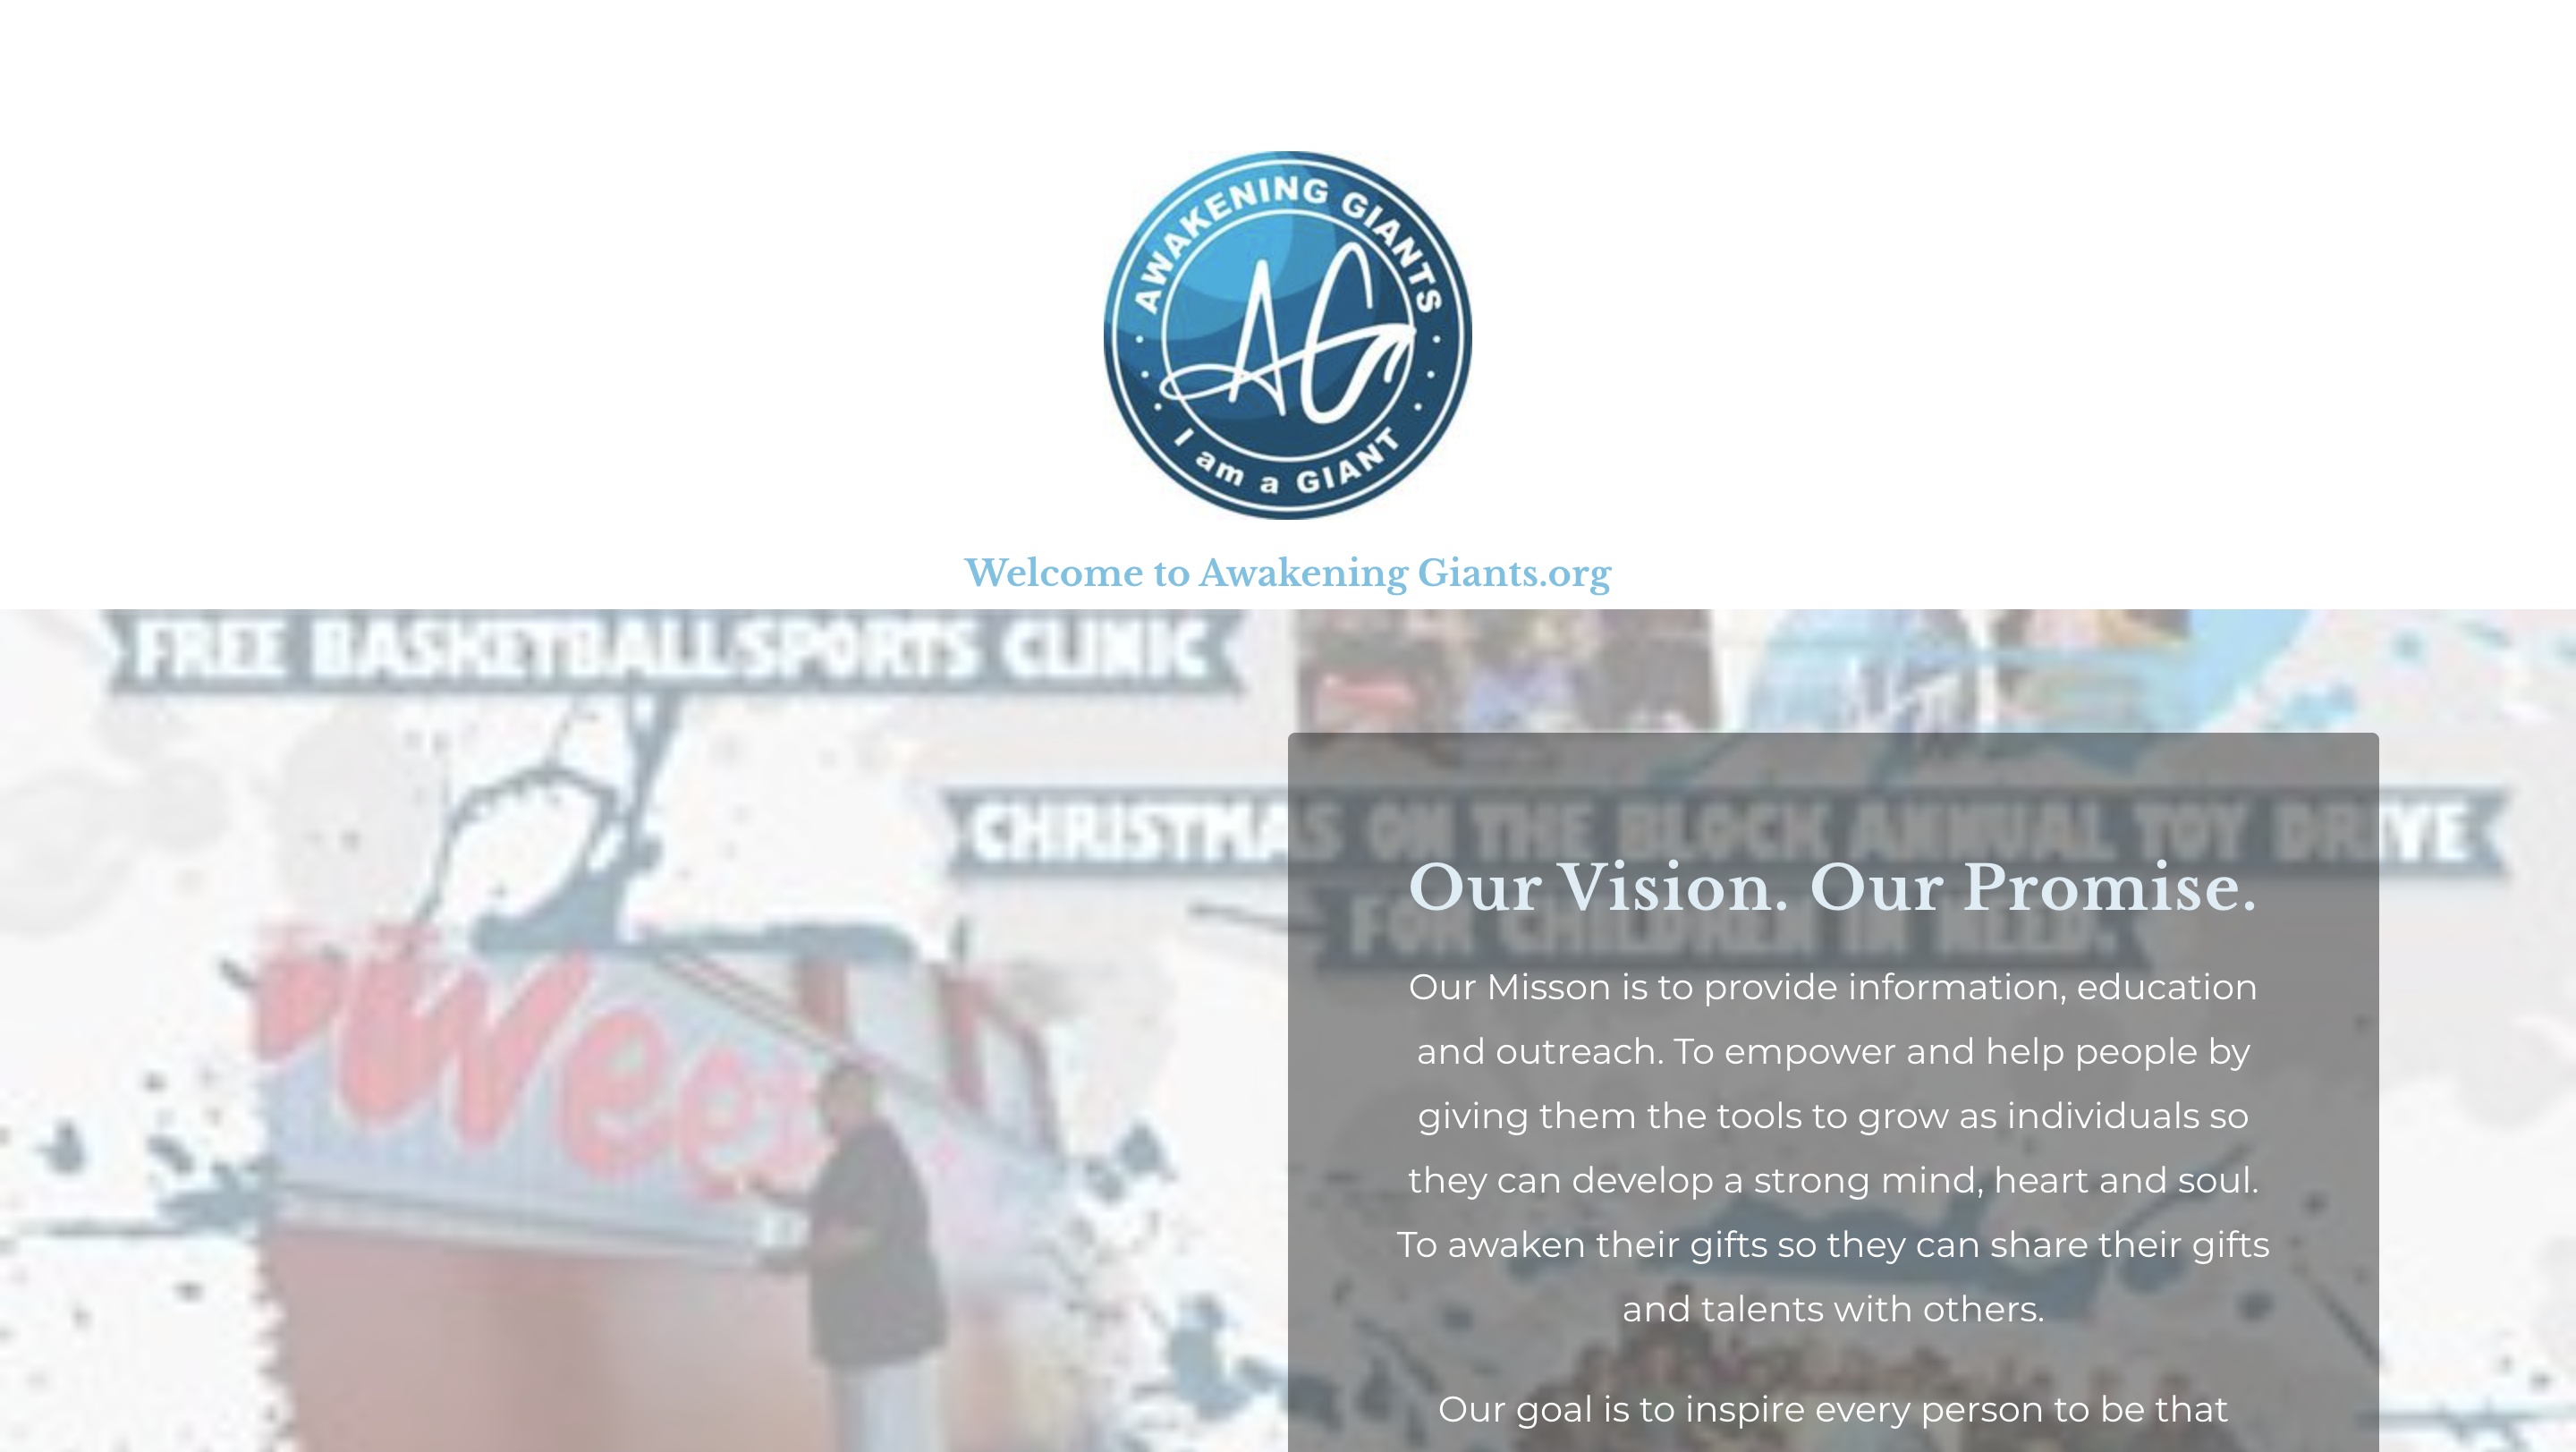 AWAKENING GIANTS
AG
I am a GIANT
Welcome to Awakening Giants.org
FREE BASKETBALL SPORTS CLINIC
CHRISTMAS ON THE BLOCK ANNUAL TOY DRIVE
FOR CHILDREN IN NEED.
Our Vision. Our Promise.
Our Misson is to provide information, education
and outreach. To empower and help people by
giving them the tools to grow as individuals so
they can develop a strong mind, heart and soul.
To awaken their gifts so they can share their gifts
and talents with others.
Our goal is to inspire every person to be that